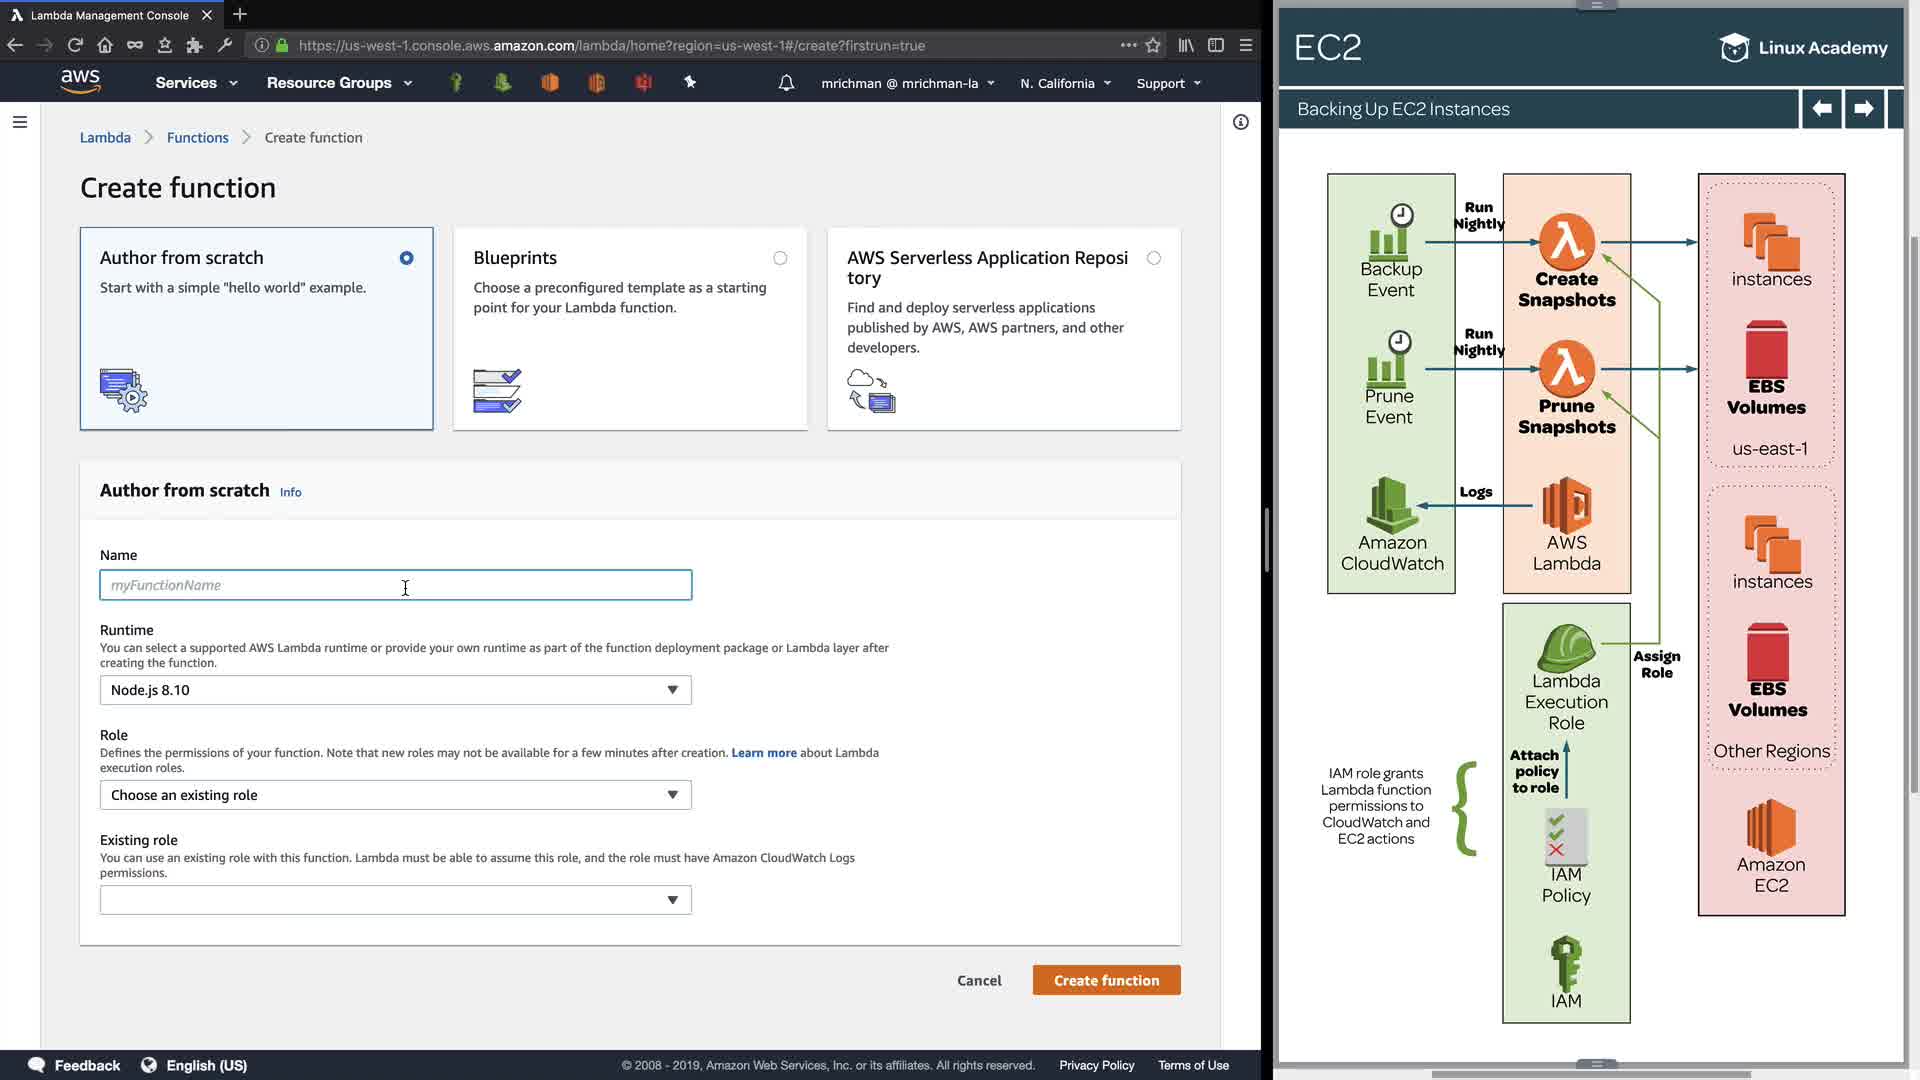 Lambda Management Console
https://us-west-1.console.aws.amazon.com/lambda/home?region=us-west-1#/create?firstrun=true
aws
Services
Resource Groups
mrichman @ mrichman-la
N. California
Support
Lambda
Functions
Create function
Create function
Author from scratch
Start with a simple "hello world" example.
Blueprints
Choose a preconfigured template as a starting
point for your Lambda function.
AWS Serverless Application Reposi
tory
Find and deploy serverless applications
published by AWS, AWS partners, and other
developers.
Author from scratch Info
Name
myFunctionName
Runtime
You can select a supported AWS Lambda runtime or provide your own runtime as part of the function deployment package or Lambda layer after
creating the function.
Node.js 8.10
Role
Defines the permissions of your function. Note that new roles may not be available for a few minutes after creation. Learn more about Lambda
execution roles.
Choose an existing role
Existing role
You can use an existing role with this function. Lambda must be able to assume this role, and the role must have Amazon CloudWatch Logs
permissions.
Cancel
Create function
Feedback
English (US)
© 2008 - 2019, Amazon Web Services, Inc. or its affiliates. All rights reserved.
Privacy Policy
Terms of Use
EC2
Linux Academy
Backing Up EC2 Instances
Backup
Event
Run
Nightly
Create
Snapshots
instances
Prune
Event
Run
Nightly
Prune
Snapshots
EBS
Volumes
us-east-1
Amazon
CloudWatch
Logs
AWS
Lambda
instances
EBS
Volumes
Other Regions
Lambda
Execution
Role
Assign
Role
Attach
policy
to role
IAM role grants
Lambda function
permissions to
CloudWatch and
EC2 actions
IAM
Policy
IAM
Amazon
EC2